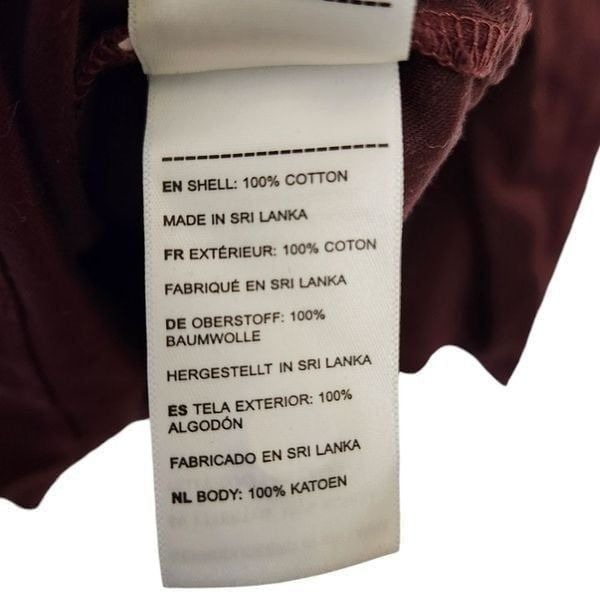 EN SHELL: 100% COTTON
MADE IN SRI LANKA
FR EXTÉRIEUR: 100% COTON
FABRIQUÉ EN SRI LANKA
DE OBERSTOFF: 100%
BAUMWOLLE
HERGESTELLT IN SRI LANKA
ES TELA EXTERIOR: 100%
ALGODÓN
FABRICADO EN SRI LANKA
NL BODY: 100% KATOEN